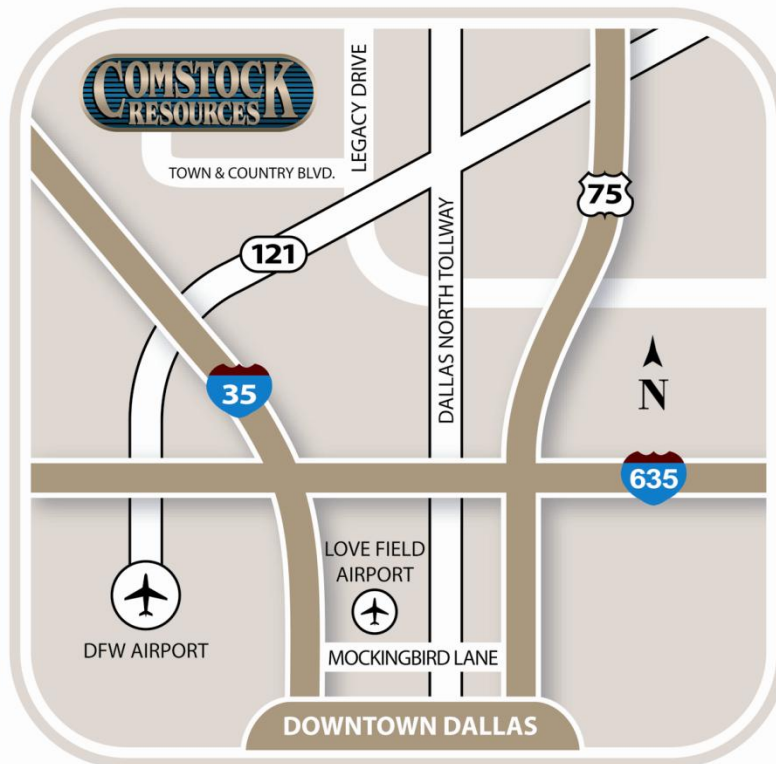 COMSTOCK
RESOURCES
LEGACY DRIVE
TOWN & COUNTRY BLVD.
75
121
DALLAS NORTH TOLLWAY
35
N
635
LOVE FIELD
AIRPORT
DFW AIRPORT
MOCKINGBIRD LANE
DOWNTOWN DALLAS